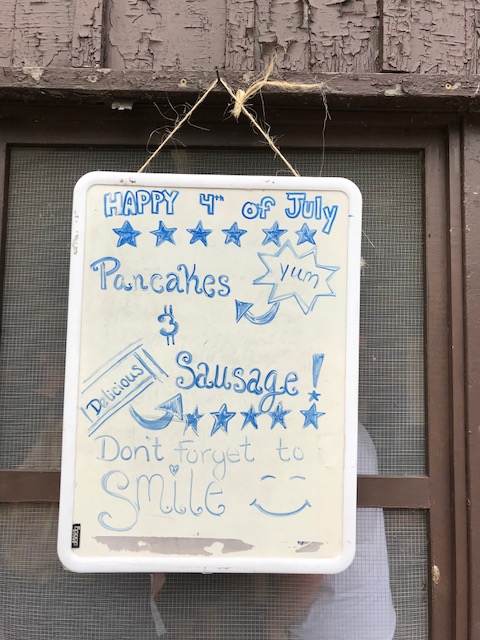 HAPPY 4th of July
Pancakes
yum
&
Delicious
Sausage!
Don't forget to
Smile